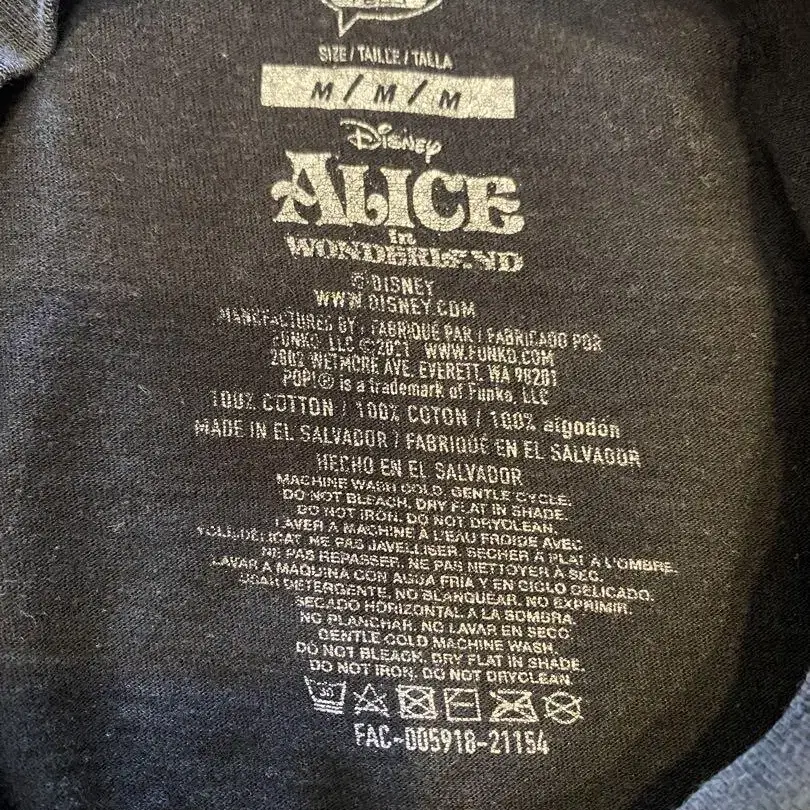 SIZE / TAILLE / TALLA
M / M / M
Disney
ALICE
in
WONDERLAND
© DISNEY
WWW.DISNEY.COM
MANUFACTURED BY / FABRIQUÉ PAR / FABRICADO POR
FUNKO, LLC © 2021 WWW.FUNKO.COM
2802 WETMORE AVE. EVERETT, WA 98201
POP!® is a trademark of Funko, LLC
100% COTTON / 100% COTON / 100% algodón
MADE IN EL SALVADOR / FABRIQUÉ EN EL SALVADOR
HECHO EN EL SALVADOR
MACHINE WASH COLD, GENTLE CYCLE.
DO NOT BLEACH. DRY FLAT IN SHADE.
DO NOT IRON. DO NOT DRYCLEAN.
LAVER A MACHINE À L'EAU FROIDE AVEC
DÉLICAT. NE PAS JAVELLISER. SECHER A PLAT A L'OMBRE.
NE PAS REPASSER. NE PAS NETTOYER À SEC.
LAVAR A MAQUINA CON AGUA FRIA Y EN CICLO DELICADO.
USAR DETERGENTE, NO BLANQUEAR. NO EXPRIMIR.
SECADO HORIZONTAL A LA SOMBRA.
NO PLANCHAR. NO LAVAR EN SECO
GENTLE COLD MACHINE WASH.
DO NOT BLEACH. DRY FLAT IN SHADE.
DO NOT IRON. DO NOT DRYCLEAN.
30
FAC-005918-21154